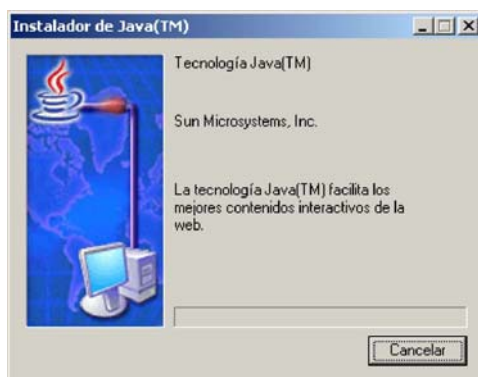 Instalador de Java(TM)
Tecnología Java(TM)
Sun Microsystems, Inc.
La tecnología Java(TM) facilita los
mejores contenidos interactivos de la
web.
Cancelar